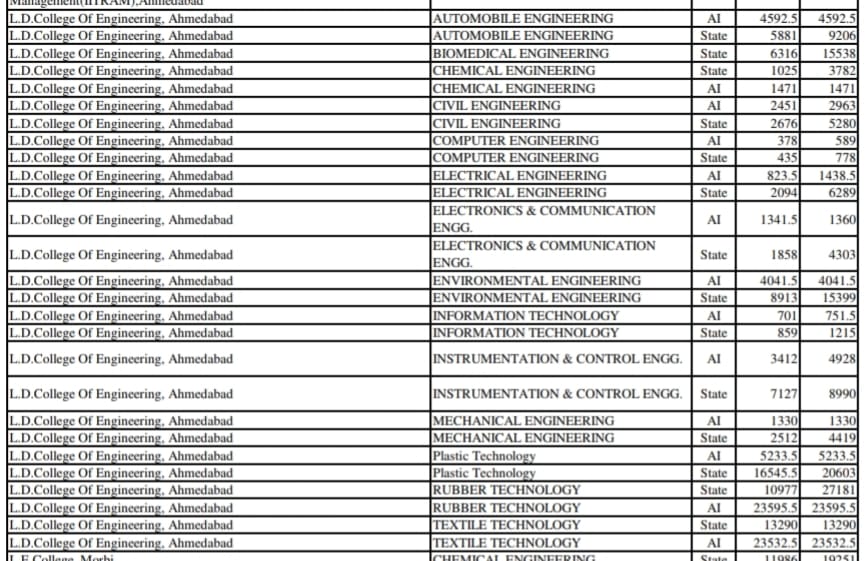 Management(IITRAM),Ahmedabad
L.D.College Of Engineering, Ahmedabad AUTOMOBILE ENGINEERING AI 4592.5 4592.5
L.D.College Of Engineering, Ahmedabad AUTOMOBILE ENGINEERING State 5881 9206
L.D.College Of Engineering, Ahmedabad BIOMEDICAL ENGINEERING State 6316 15538
L.D.College Of Engineering, Ahmedabad CHEMICAL ENGINEERING State 1025 3782
L.D.College Of Engineering, Ahmedabad CHEMICAL ENGINEERING AI 1471 1471
L.D.College Of Engineering, Ahmedabad CIVIL ENGINEERING AI 2451 2963
L.D.College Of Engineering, Ahmedabad CIVIL ENGINEERING State 2676 5280
L.D.College Of Engineering, Ahmedabad COMPUTER ENGINEERING AI 378 589
L.D.College Of Engineering, Ahmedabad COMPUTER ENGINEERING State 435 778
L.D.College Of Engineering, Ahmedabad ELECTRICAL ENGINEERING AI 823.5 1438.5
L.D.College Of Engineering, Ahmedabad ELECTRICAL ENGINEERING State 2094 6289
L.D.College Of Engineering, Ahmedabad ELECTRONICS & COMMUNICATION
ENGG. AI 1341.5 1360
L.D.College Of Engineering, Ahmedabad ELECTRONICS & COMMUNICATION
ENGG. State 1858 4303
L.D.College Of Engineering, Ahmedabad ENVIRONMENTAL ENGINEERING AI 4041.5 4041.5
L.D.College Of Engineering, Ahmedabad ENVIRONMENTAL ENGINEERING State 8913 15399
L.D.College Of Engineering, Ahmedabad INFORMATION TECHNOLOGY AI 701 751.5
L.D.College Of Engineering, Ahmedabad INFORMATION TECHNOLOGY State 859 1215
L.D.College Of Engineering, Ahmedabad INSTRUMENTATION & CONTROL ENGG. AI 3412 4928
L.D.College Of Engineering, Ahmedabad INSTRUMENTATION & CONTROL ENGG. State 7127 8990
L.D.College Of Engineering, Ahmedabad MECHANICAL ENGINEERING AI 1330 1330
L.D.College Of Engineering, Ahmedabad MECHANICAL ENGINEERING State 2512 4419
L.D.College Of Engineering, Ahmedabad Plastic Technology AI 5233.5 5233.5
L.D.College Of Engineering, Ahmedabad Plastic Technology State 16545.5 20603
L.D.College Of Engineering, Ahmedabad RUBBER TECHNOLOGY State 10977 27181
L.D.College Of Engineering, Ahmedabad RUBBER TECHNOLOGY AI 23595.5 23595.5
L.D.College Of Engineering, Ahmedabad TEXTILE TECHNOLOGY State 13290 13290
L.D.College Of Engineering, Ahmedabad TEXTILE TECHNOLOGY AI 23532.5 23532.5
L.E.College, Morbi CHEMICAL ENGINEERING State 11986 19251